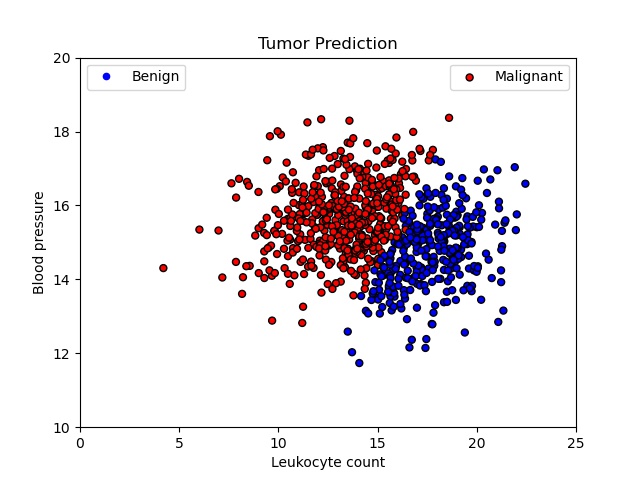 Tumor Prediction
Benign
Malignant
20
18
16
14
12
10
Blood pressure
0 5 10 15 20 25
Leukocyte count